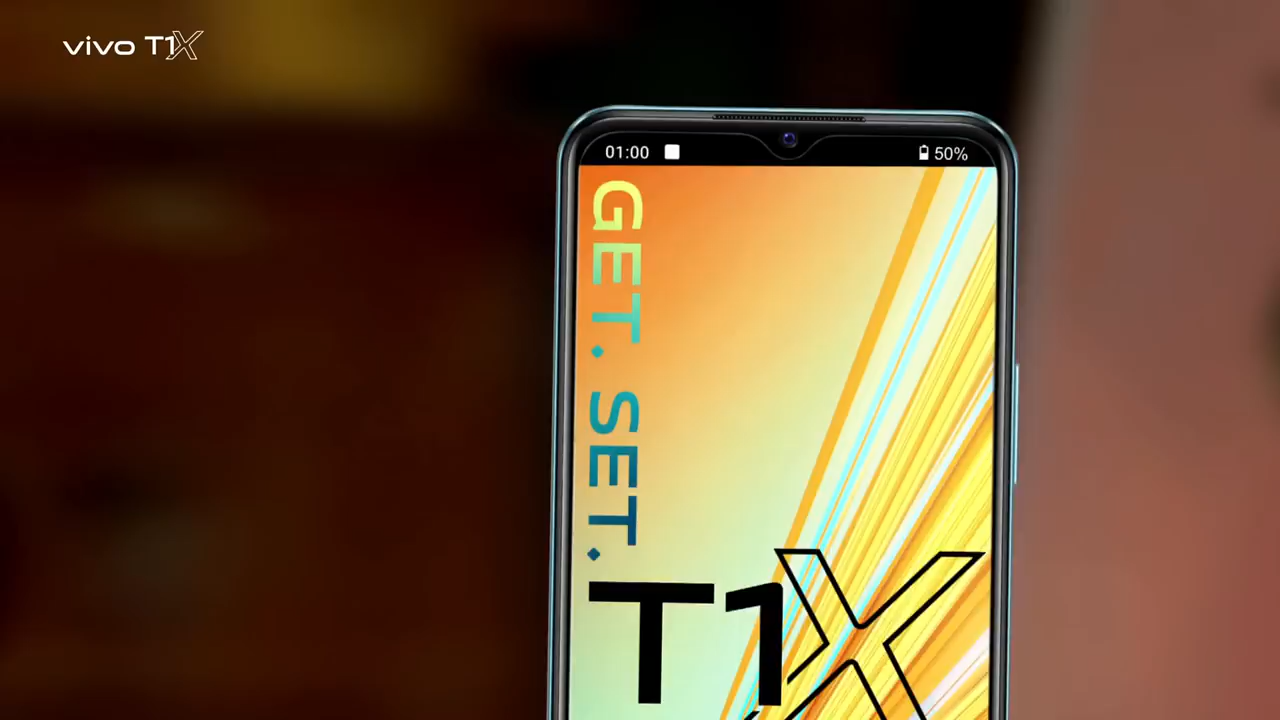 vivo T1X
01:00
50%
GET. SET.
T1X